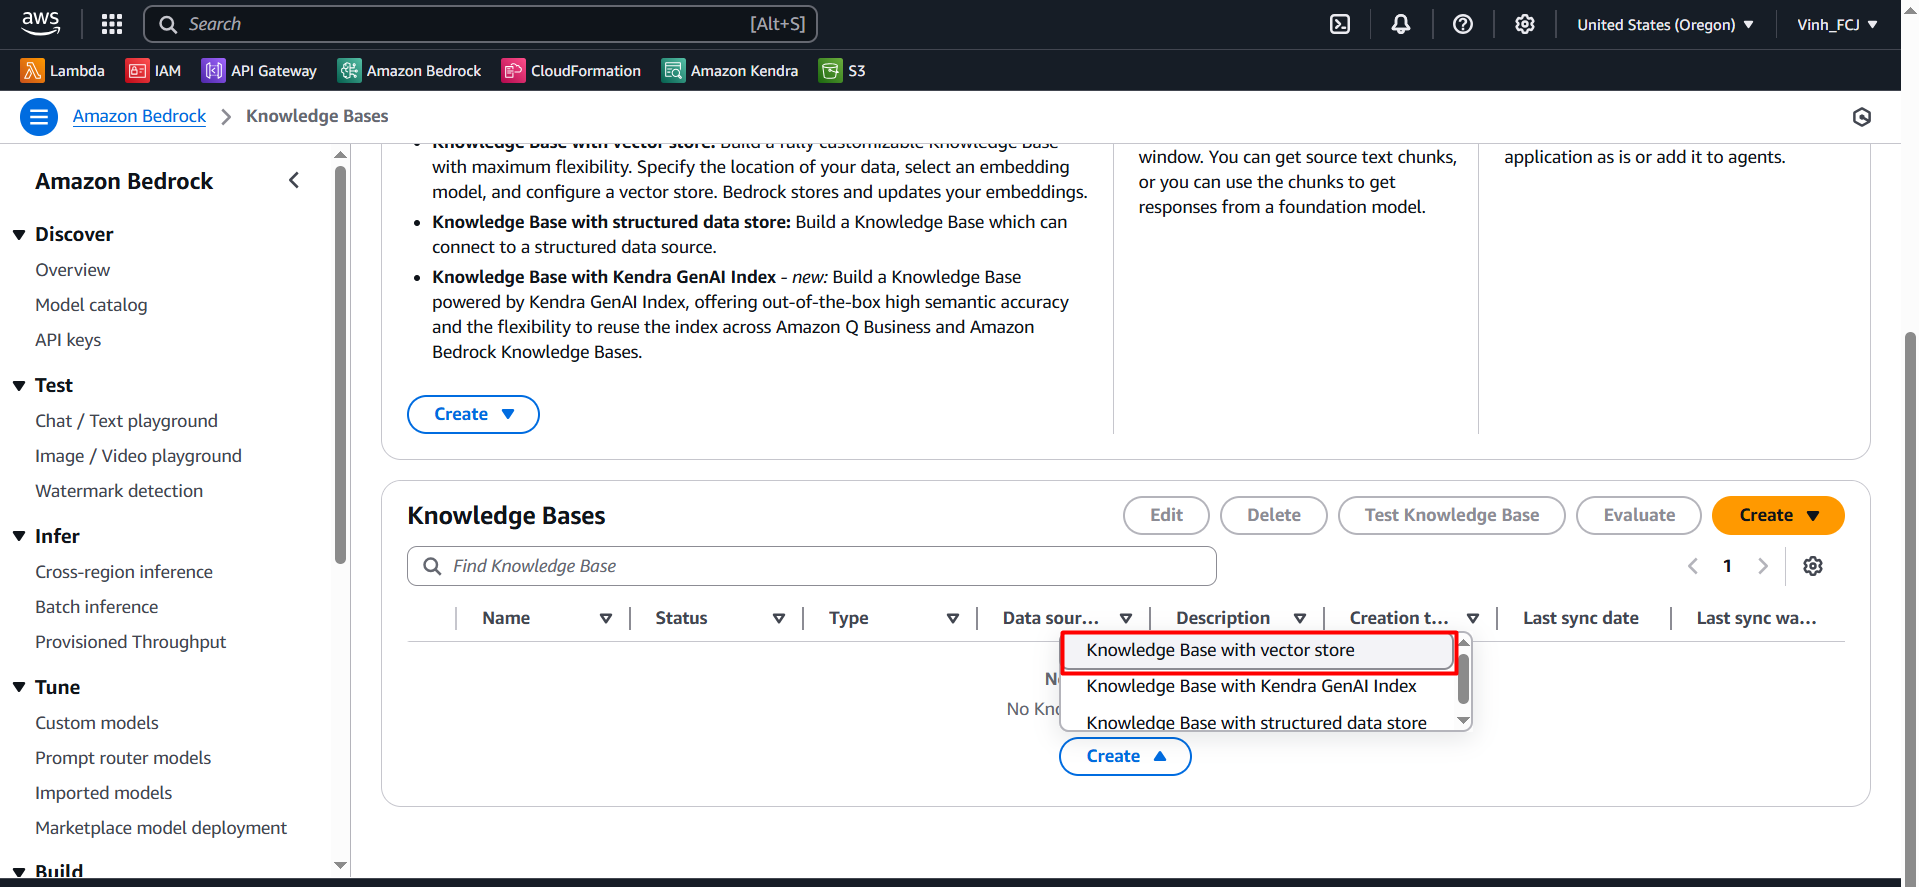 aws
Search
[Alt+S]
United States (Oregon)
Vinh_FCJ
Lambda
IAM
API Gateway
Amazon Bedrock
CloudFormation
Amazon Kendra
S3
Amazon Bedrock
Knowledge Bases
Amazon Bedrock
Discover
Overview
Model catalog
API keys
Test
Chat / Text playground
Image / Video playground
Watermark detection
Infer
Cross-region inference
Batch inference
Provisioned Throughput
Tune
Custom models
Prompt router models
Imported models
Marketplace model deployment
Build
Knowledge Base with vector store: Build a fully customizable Knowledge Base
with maximum flexibility. Specify the location of your data, select an embedding
model, and configure a vector store. Bedrock stores and updates your embeddings.
Knowledge Base with structured data store: Build a Knowledge Base which can
connect to a structured data source.
Knowledge Base with Kendra GenAI Index - new: Build a Knowledge Base
powered by Kendra GenAI Index, offering out-of-the-box high semantic accuracy
and the flexibility to reuse the index across Amazon Q Business and Amazon
Bedrock Knowledge Bases.
Create
window. You can get source text chunks,
or you can use the chunks to get
responses from a foundation model.
application as is or add it to agents.
Knowledge Bases
Edit
Delete
Test Knowledge Base
Evaluate
Create
Find Knowledge Base
1
Name
Status
Type
Data sour...
Description
Creation t...
Last sync date
Last sync wa...
No
Knowledge Base with vector store
Knowledge Base with Kendra GenAI Index
Knowledge Base with structured data store
Create